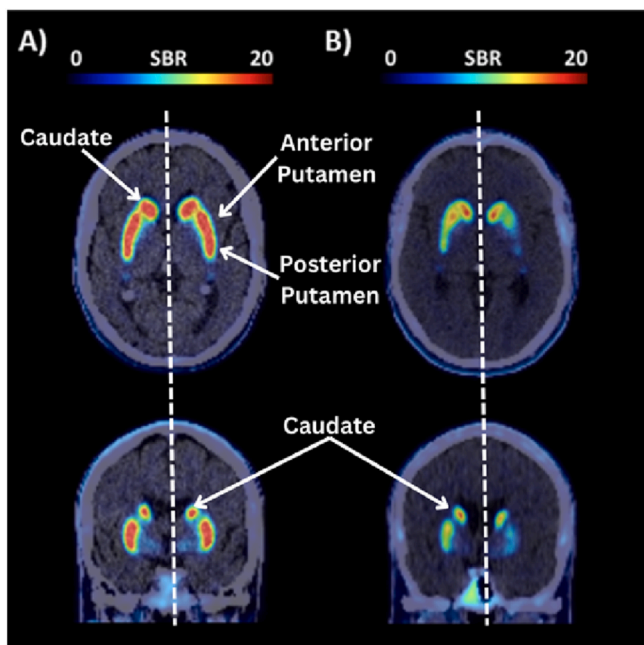 A)
B)
0 SBR 20
0 SBR 20
Caudate
Anterior
Putamen
Posterior
Putamen
Caudate